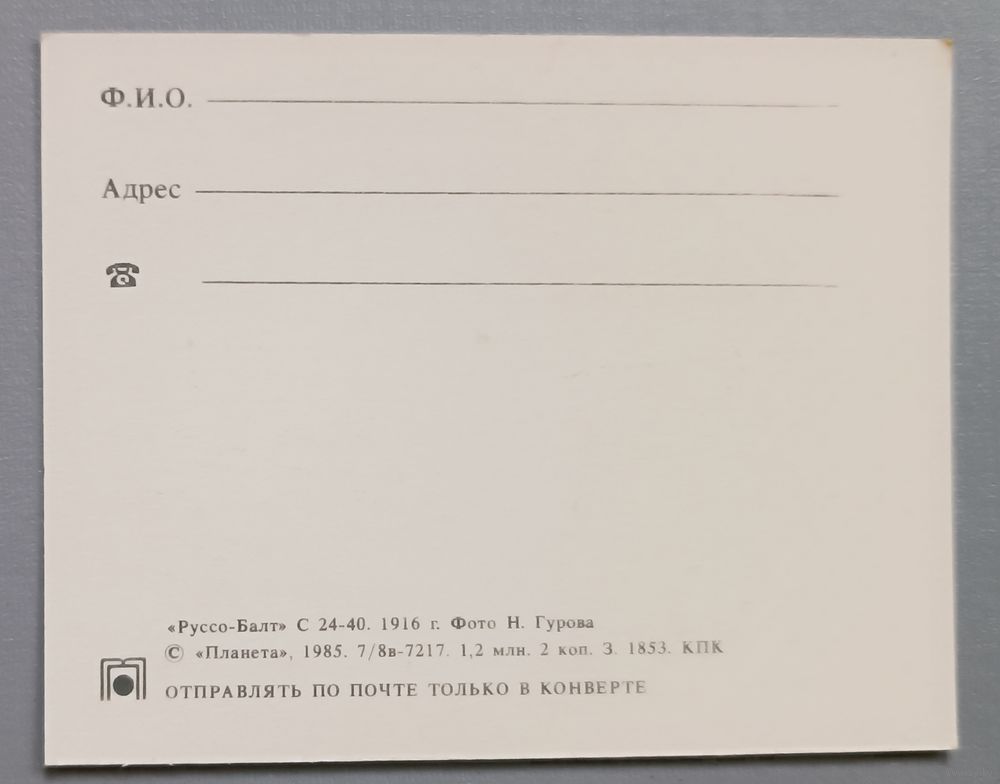 Ф.И.О.
Адрес
«Руссо-Балт» С 24-40. 1916 г. Фото Н. Гурова
© «Планета», 1985. 7/8в-7217. 1,2 млн. 2 коп. З. 1853. КПК
ОТПРАВЛЯТЬ ПО ПОЧТЕ ТОЛЬКО В КОНВЕРТЕ